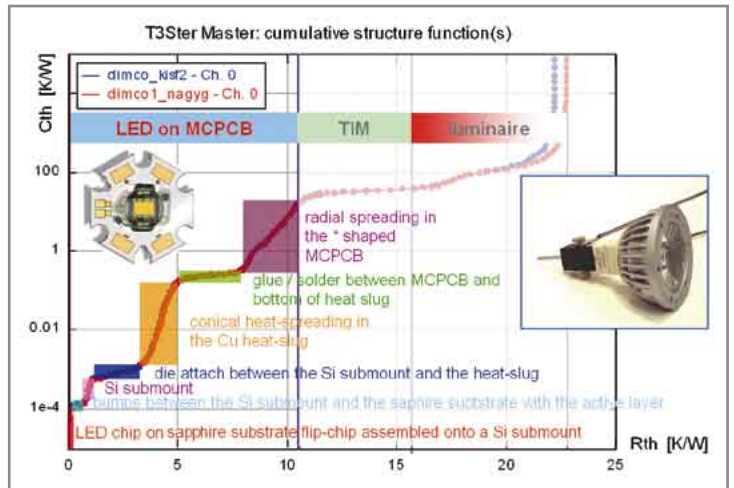 T3Ster Master: cumulative structure function(s)
Cth [K/W]
dimco_kisf2 - Ch. 0
dimco1_nagyg - Ch. 0
LED on MCPCB
TIM
luminaire
100
1
0.01
1e-4
radial spreading in
the * shaped
MCPCB
glue / solder between MCPCB and
bottom of heat slug
conical heat-spreading in
the Cu heat-slug
die attach between the Si submount and the heat-slug
Si submount
bumps between the Si submount and the saphire suctstrate with the active layer
LED chip on sapphire substrate flip-chip assembled onto a Si submount
0
5
10
15
20
25
Rth [K/W]